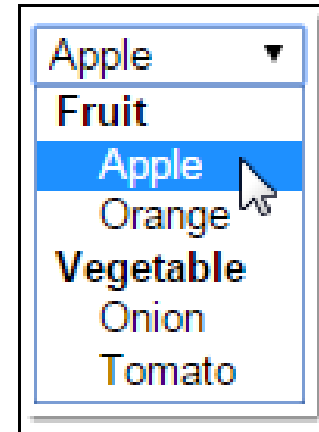 Apple
Fruit
Apple
Orange
Vegetable
Onion
Tomato